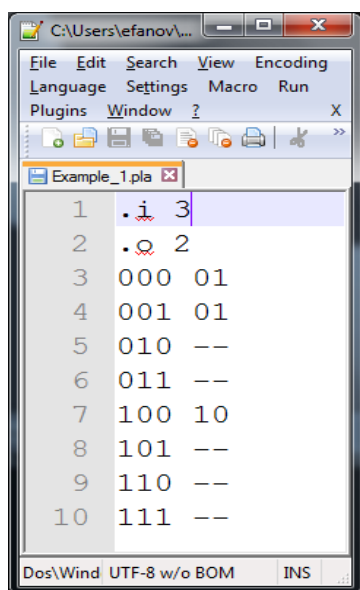 C:\Users\efanov\...
File Edit Search View Encoding
Language Settings Macro Run
Plugins Window ? X
»
Example_1.pla
1 .i 3
2 .o 2
3 000 01
4 001 01
5 010 --
6 011 --
7 100 10
8 101 --
9 110 --
10 111 --
Dos\Wind UTF-8 w/o BOM INS